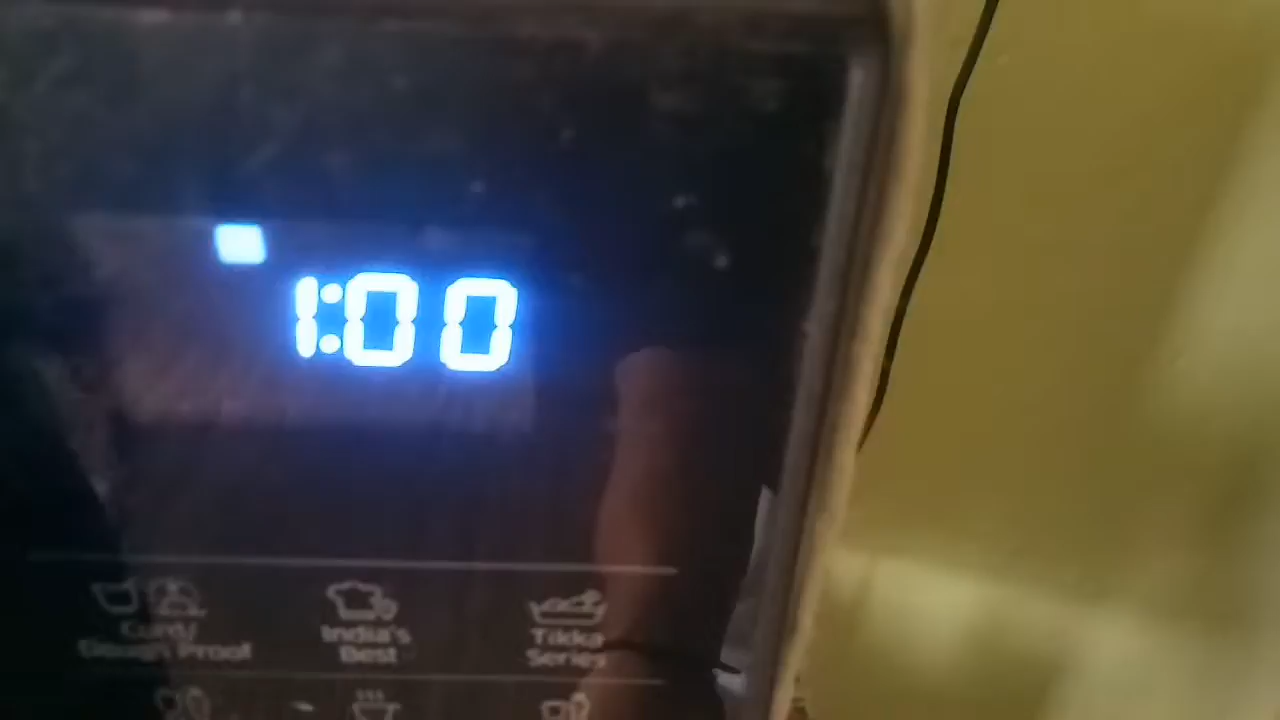 1:00
Curd/
Dough Proof
India's
Best
Tikka
Series